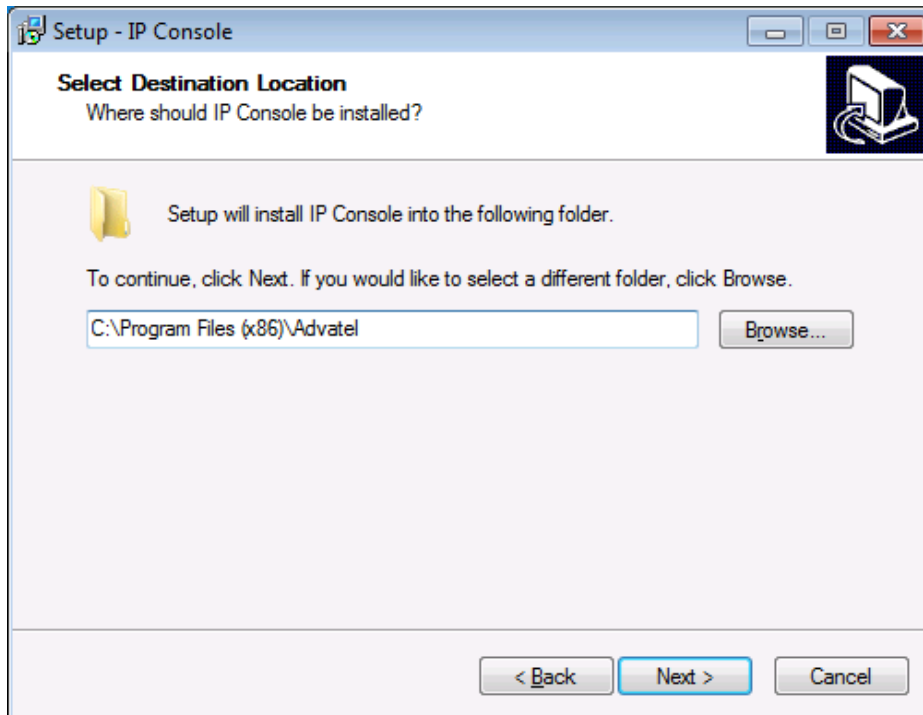 Setup - IP Console
Select Destination Location
Where should IP Console be installed?
Setup will install IP Console into the following folder.
To continue, click Next. If you would like to select a different folder, click Browse.
C:\Program Files (x86)\Advatel
Browse...
< Back
Next >
Cancel